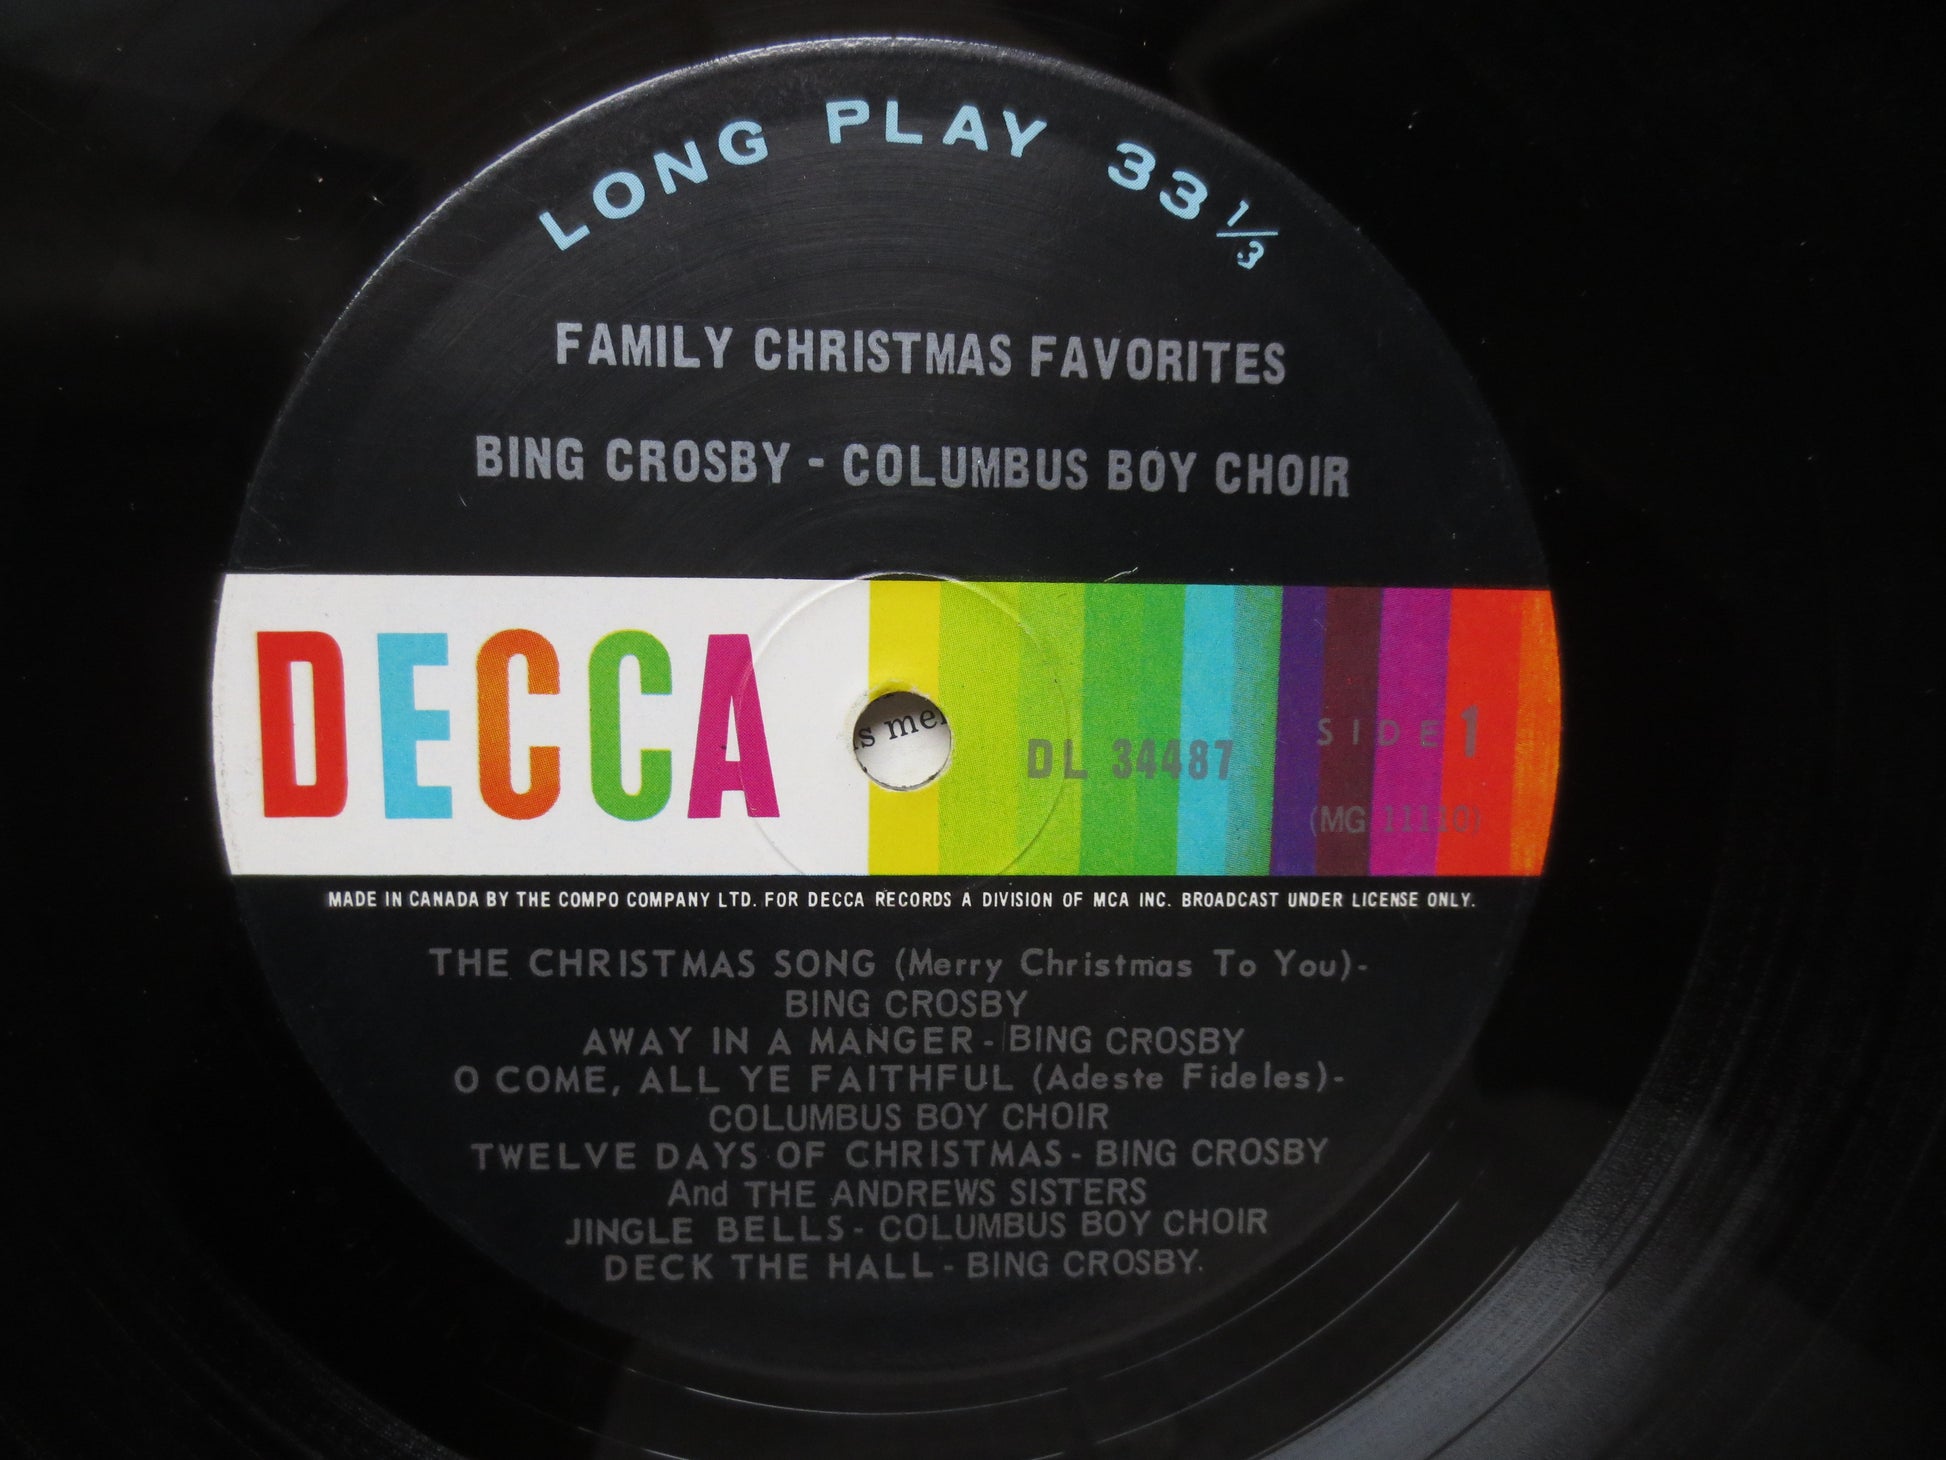 LONG PLAY 33 1/3
FAMILY CHRISTMAS FAVORITES
BING CROSBY - COLUMBUS BOY CHOIR
DECCA
s me
DL 34487
SIDE 1
(MG 11110)
MADE IN CANADA BY THE COMPO COMPANY LTD. FOR DECCA RECORDS A DIVISION OF MCA INC. BROADCAST UNDER LICENSE ONLY.
THE CHRISTMAS SONG (Merry Christmas To You)-
BING CROSBY
AWAY IN A MANGER - BING CROSBY
O COME, ALL YE FAITHFUL (Adeste Fideles)-
COLUMBUS BOY CHOIR
TWELVE DAYS OF CHRISTMAS - BING CROSBY
And THE ANDREWS SISTERS
JINGLE BELLS - COLUMBUS BOY CHOIR
DECK THE HALL - BING CROSBY.